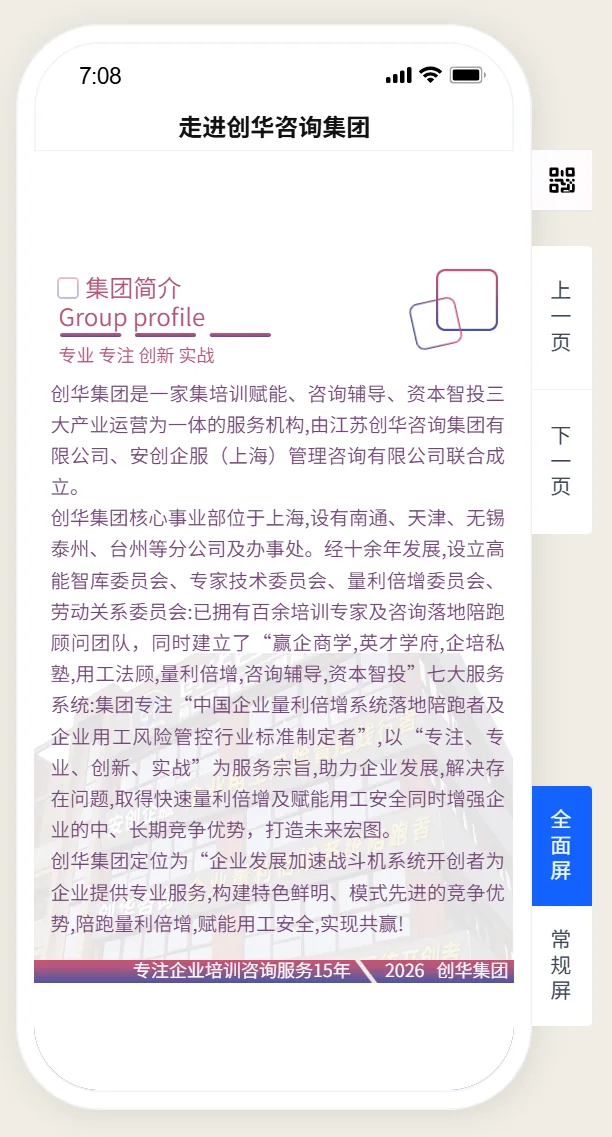 7:08
走进创华咨询集团
集团简介
Group profile
专业 专注 创新 实战
创华集团是一家集培训赋能、咨询辅导、资本智投三
大产业运营为一体的服务机构,由江苏创华咨询集团有
限公司、安创企服（上海）管理咨询有限公司联合成
立。
创华集团核心事业部位于上海,设有南通、天津、无锡
泰州、台州等分公司及办事处。经十余年发展,设立高
能智库委员会、专家技术委员会、量利倍增委员会、
劳动关系委员会:已拥有百余培训专家及咨询落地陪跑
顾问团队，同时建立了“赢企商学,英才学府,企培私
塾,用工法顾,量利倍增,咨询辅导,资本智投”七大服务
系统:集团专注“中国企业量利倍增系统落地陪跑者及
企业用工风险管控行业标准制定者”,以“专注、专
业、创新、实战”为服务宗旨,助力企业发展,解决存
在问题,取得快速量利倍增及赋能用工安全同时增强企
业的中、长期竞争优势，打造未来宏图。
创华集团定位为“企业发展加速战斗机系统开创者为
企业提供专业服务,构建特色鲜明、模式先进的竞争优
势,陪跑量利倍增,赋能用工安全,实现共赢!
专注企业培训咨询服务15年 2026 创华集团
上一页
下一页
全面屏
常规屏